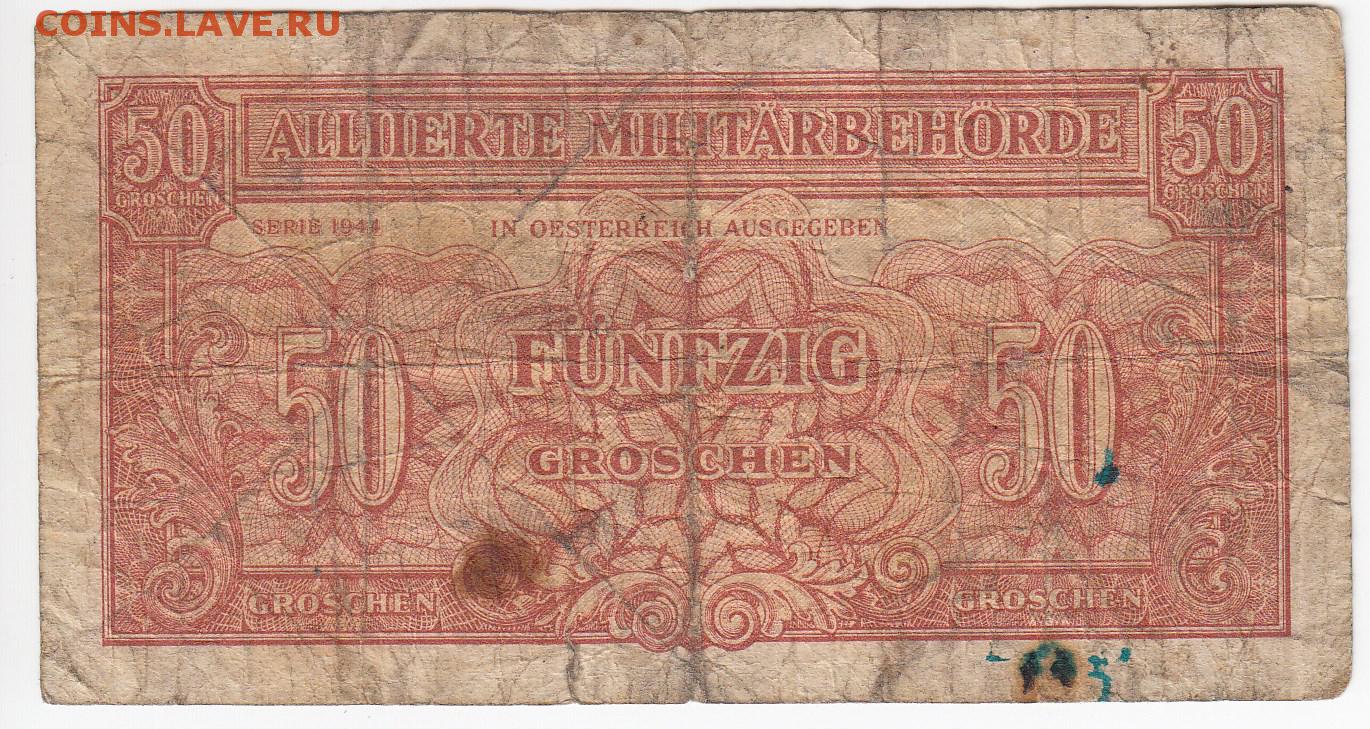 COINS.LAVE.RU
50 ALLIIERTE MILITÄRBEHÖRDE 50
GROSCHEN GROSCHEN
SERIE 1944 IN OESTERREICH AUSGEGEBEN
50 FÜNFZIG 50
GROSCHEN
GROSCHEN GROSCHEN